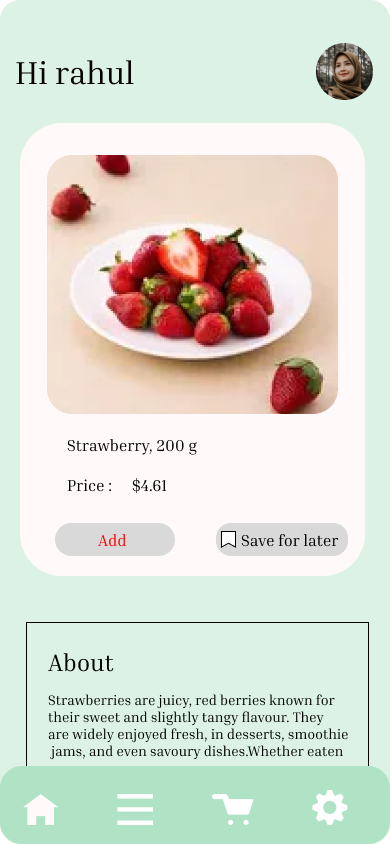 Hi rahul
Strawberry, 200 g
Price : $4.61
Add
Save for later
About
Strawberries are juicy, red berries known for
their sweet and slightly tangy flavour. They
are widely enjoyed fresh, in desserts, smoothie
jams, and even savoury dishes.Whether eaten